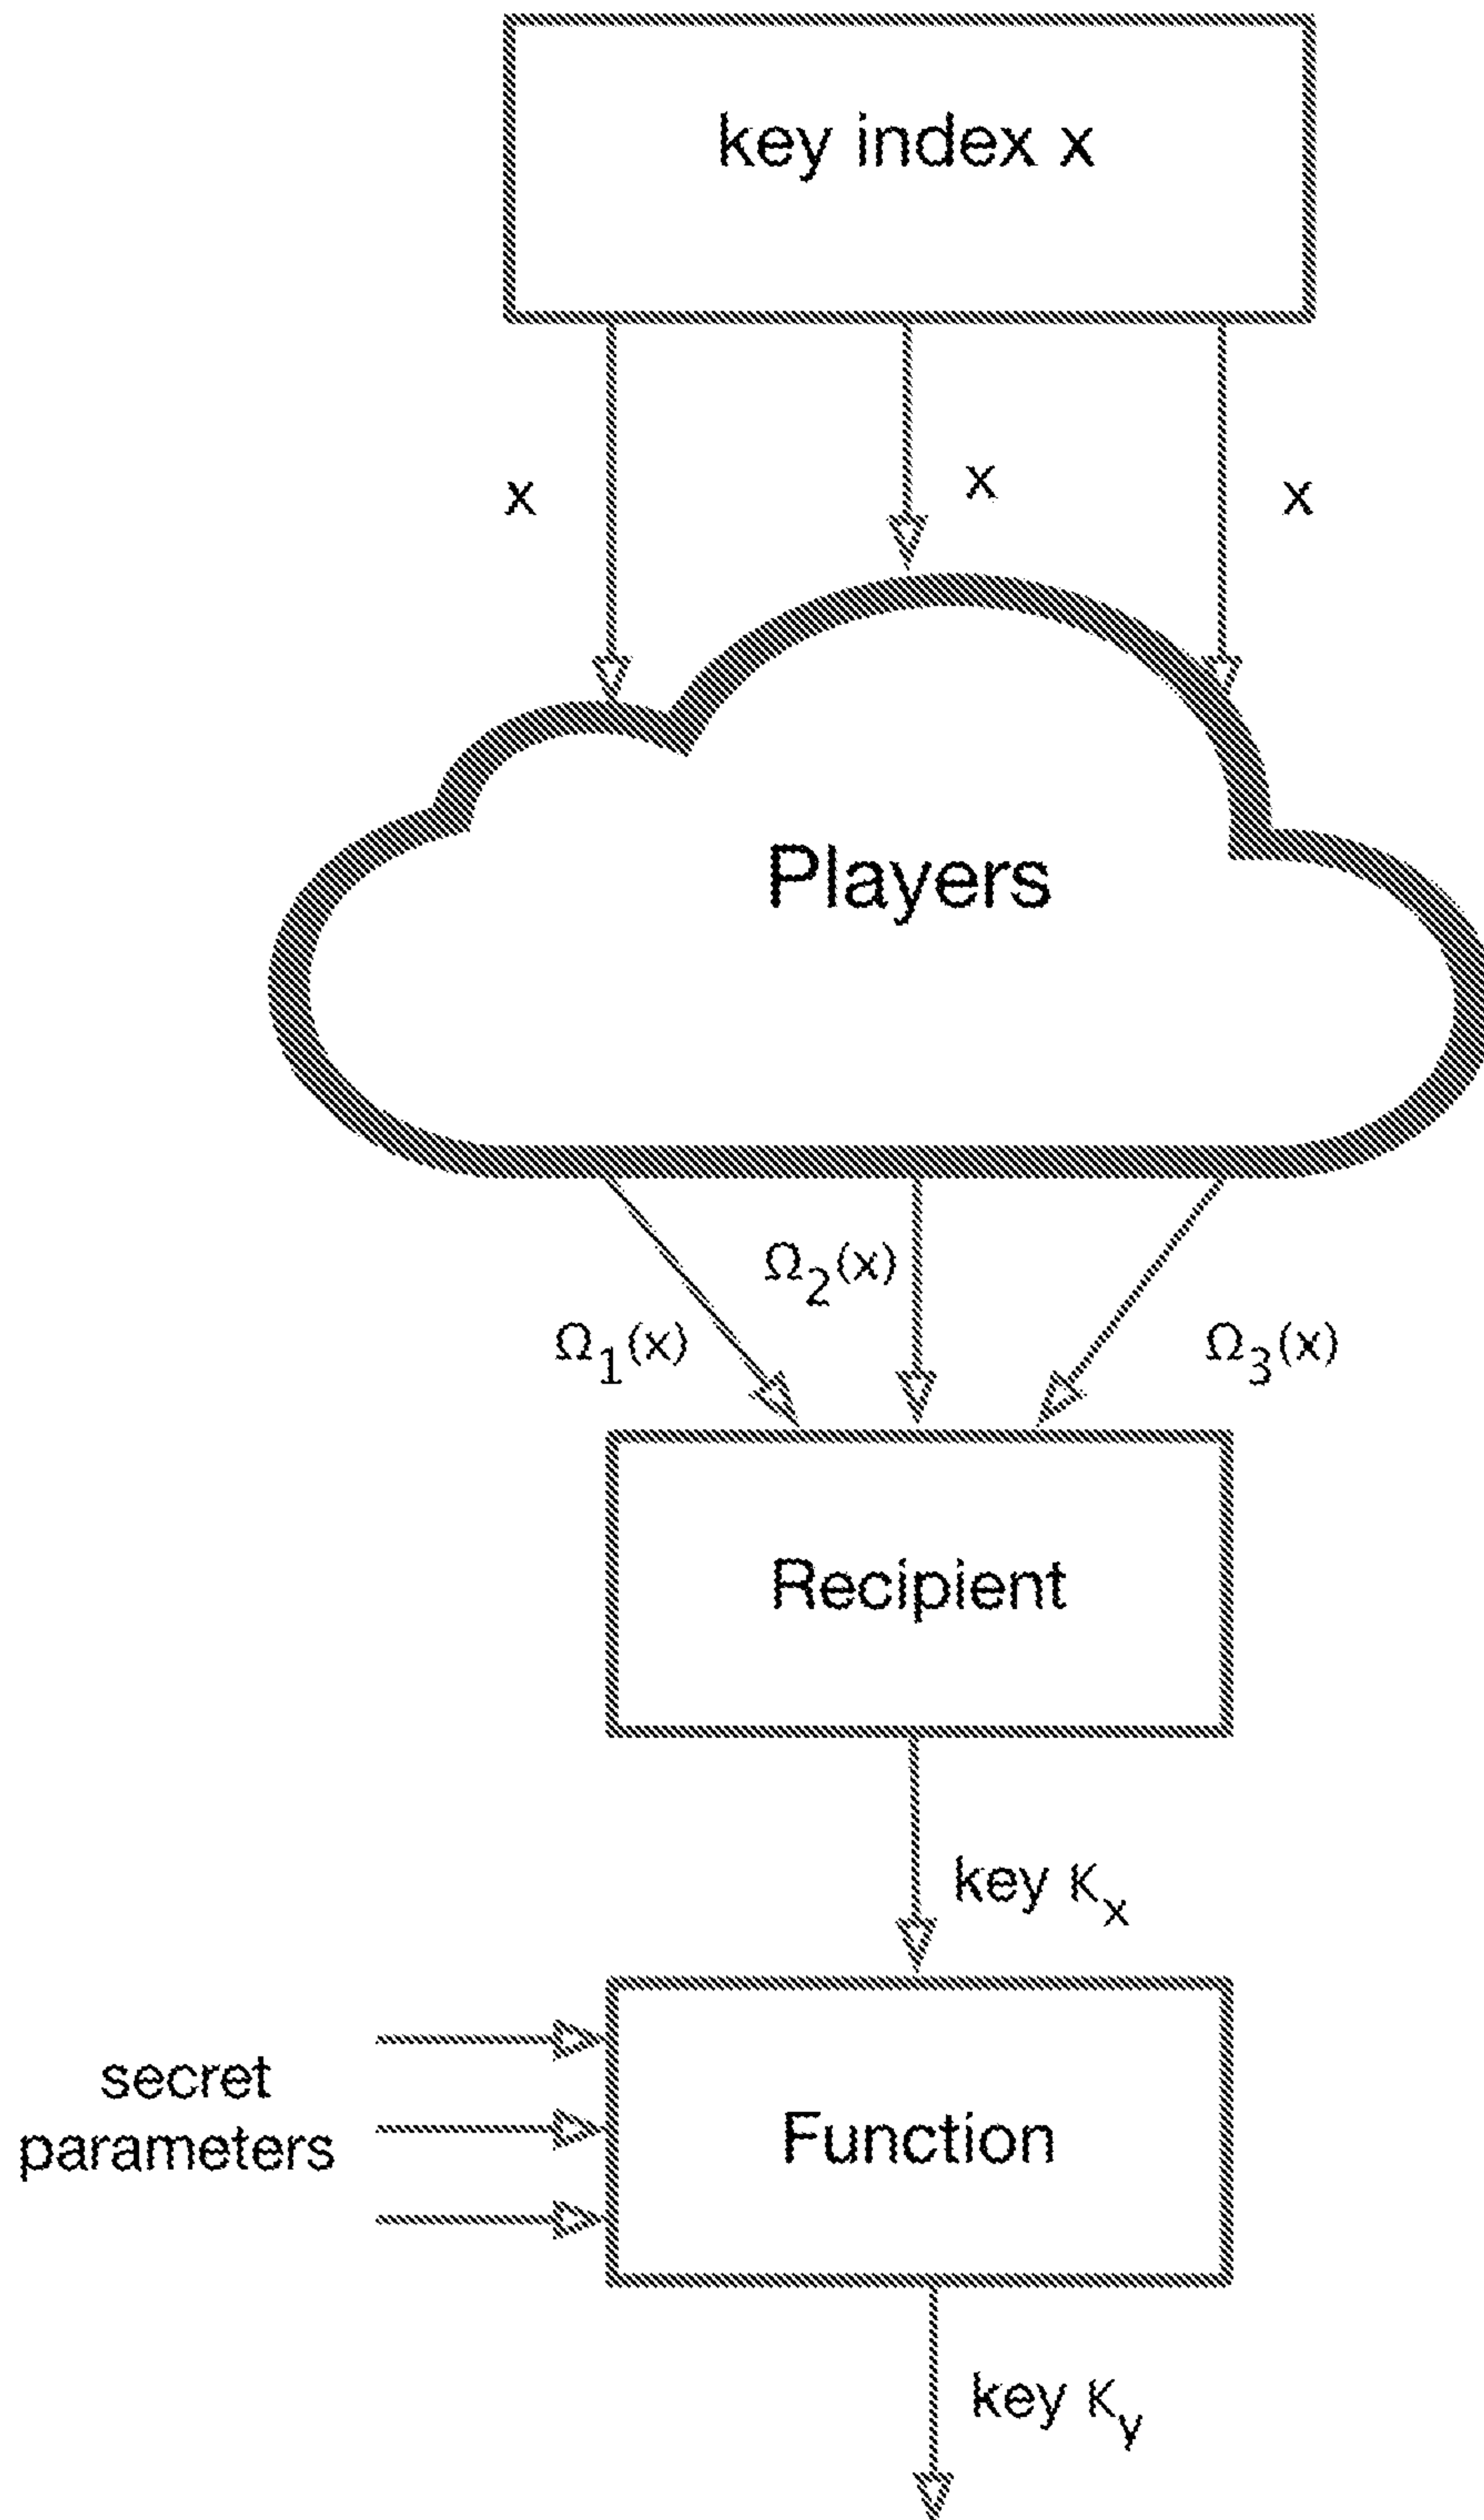 key index x
x
x
x
Players
Ω2(x)
Ω1(x)
Ω3(x)
Recipient
key Kx
secret
parameters
Function
key Ky